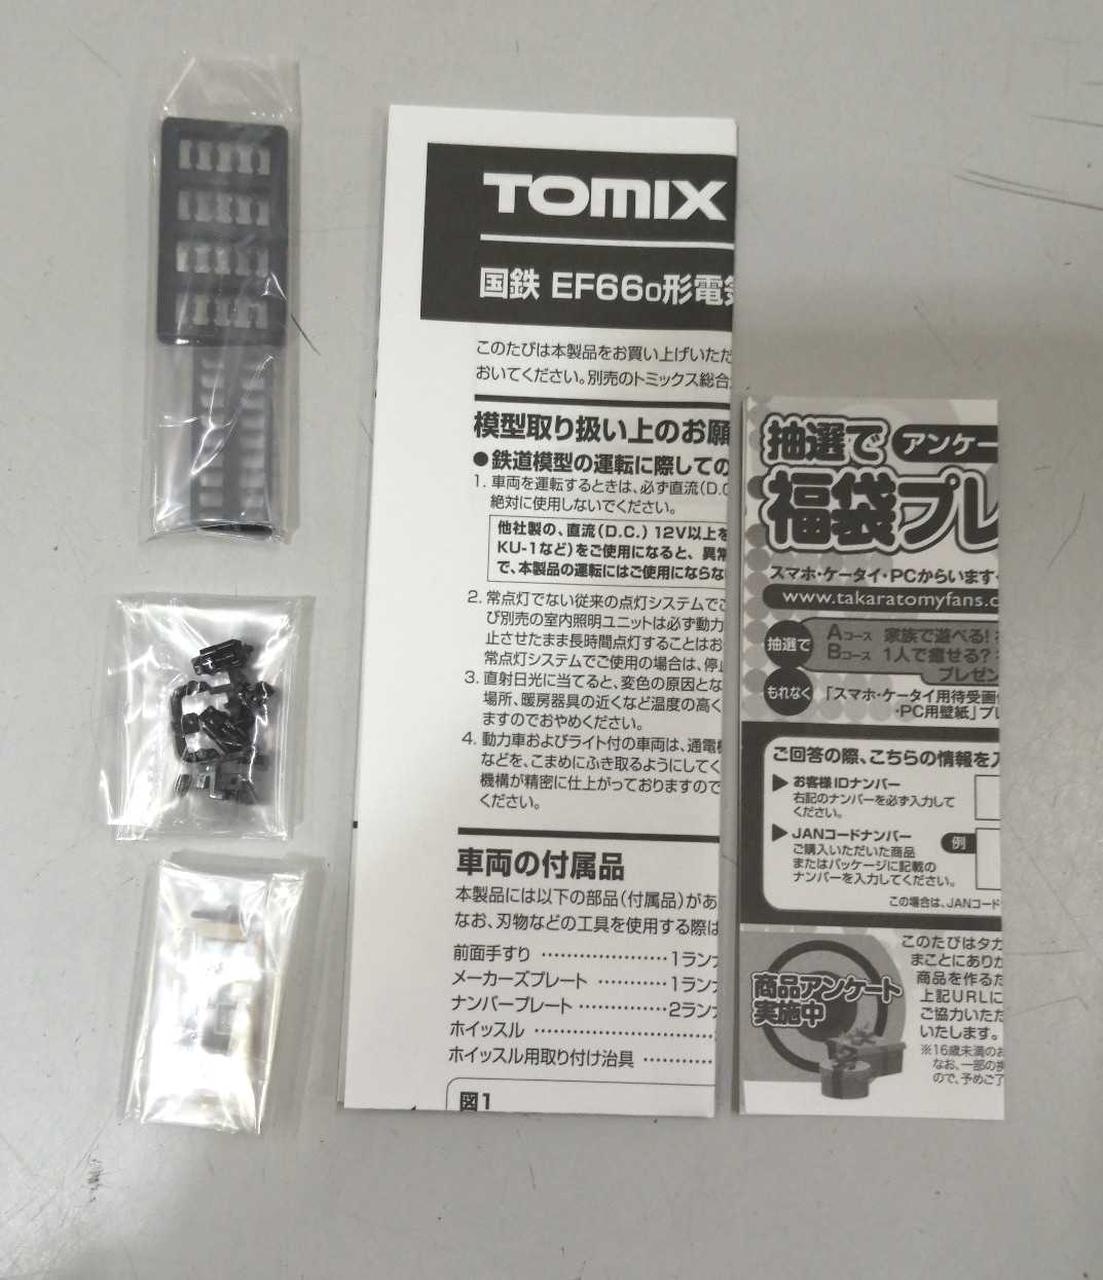 TOMIX
国鉄 EF660形電気
このたびは本製品をお買い上げいただ
おいてください。別売のトミックス総合
模型取り扱い上のお願
●鉄道模型の運転に際しての
1. 車両を運転するときは、必ず直流(D.C
絶対に使用しないでください。
他社製の、直流(D.C.) 12V以上を
KU-1など)をご使用になると、異常
で、本製品の運転にはご使用にならな
2. 常点灯でない従来の点灯システムでご
び別売の室内照明ユニットは必ず動力
止させたまま長時間点灯することはお
常点灯システムでご使用の場合は、停止
3. 直射日光に当てると、変色の原因とな
場所、暖房器具の近くなど温度の高く
ますのでおやめください。
4. 動力車およびライト付の車両は、通電
などを、こまめにふき取るようにしてく
機構が精密に仕上がっておりますので
ください。
車両の付属品
本製品には以下の部品(付属品)があ
なお、刃物などの工具を使用する際は
前面手すり ……………………1ラン
メーカーズプレート …………1ラン
ナンバープレート ……………2ラン
ホイッスル ……………………
ホイッスル用取り付け治具 …………
図1
抽選で アンケー
福袋プレ
スマホ・ケータイ・PCからいます
www.takaratomyfans.c
抽選で Aコース 家族で遊べる!
Bコース 1人で癒せる?
プレゼン
もれなく 「スマホ・ケータイ用待受画
・PC用壁紙」プレ
ご回答の際、こちらの情報を入
▶ お客様IDナンバー
右記のナンバーを必ず入力して
ください。
▶ JANコードナンバー 例
ご購入いただいた商品
またはパッケージに記載の
ナンバーを入力してください。
この場合は、JANコード
商品アンケート
実施中
このたびはタカ
まことにありか
商品を作るた
上記URLに
ご協力いただ
いたします。
※16歳未満のお
なお、一部の携
ので、予めご了